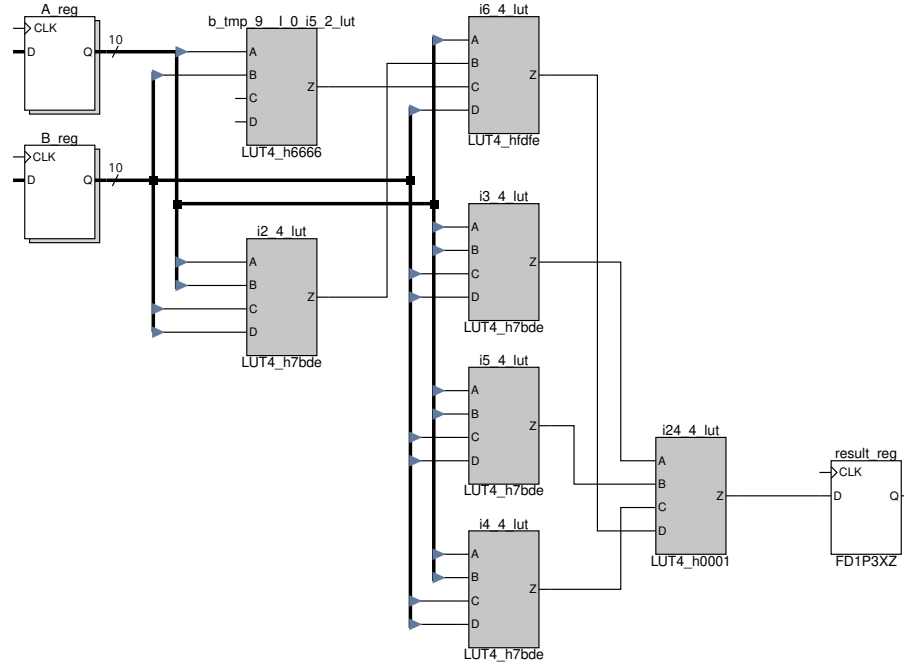 A_reg
CLK
D
Q
10
B_reg
CLK
D
Q
10
b_tmp_9__I_0_i5_2_lut
A
B
C
D
Z
LUT4_h6666
i2_4_lut
A
B
C
D
Z
LUT4_h7bde
i6_4_lut
A
B
C
D
Z
LUT4_hfdfe
i3_4_lut
A
B
C
D
Z
LUT4_h7bde
i5_4_lut
A
B
C
D
Z
LUT4_h7bde
i4_4_lut
A
B
C
D
Z
LUT4_h7bde
i24_4_lut
A
B
C
D
Z
LUT4_h0001
result_reg
CLK
D
Q
FD1P3XZ